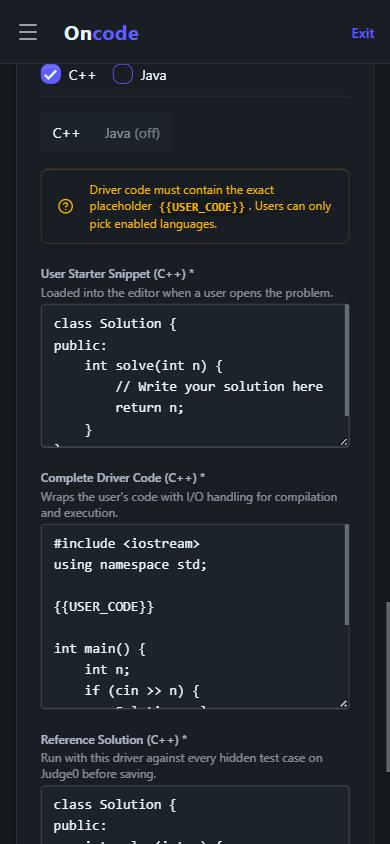 Oncode
Exit
C++
Java
C++
Java (off)
Driver code must contain the exact
placeholder {{USER_CODE}} . Users can only
pick enabled languages.
User Starter Snippet (C++) *
Loaded into the editor when a user opens the problem.
class Solution {
public:
    int solve(int n) {
        // Write your solution here
        return n;
    }
Complete Driver Code (C++) *
Wraps the user's code with I/O handling for compilation
and execution.
#include <iostream>
using namespace std;
{{USER_CODE}}
int main() {
    int n;
    if (cin >> n) {
Reference Solution (C++) *
Run with this driver against every hidden test case on
Judge0 before saving.
class Solution {
public: